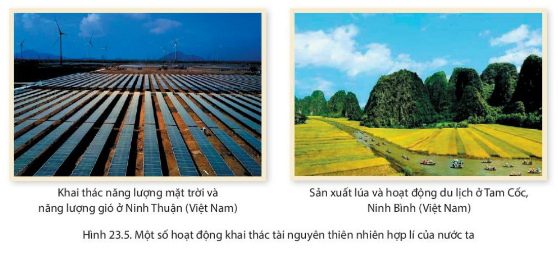 Khai thác năng lượng mặt trời và
năng lượng gió ở Ninh Thuận (Việt Nam)
Sản xuất lúa và hoạt động du lịch ở Tam Cốc,
Ninh Bình (Việt Nam)
Hình 23.5. Một số hoạt động khai thác tài nguyên thiên nhiên hợp lí của nước ta